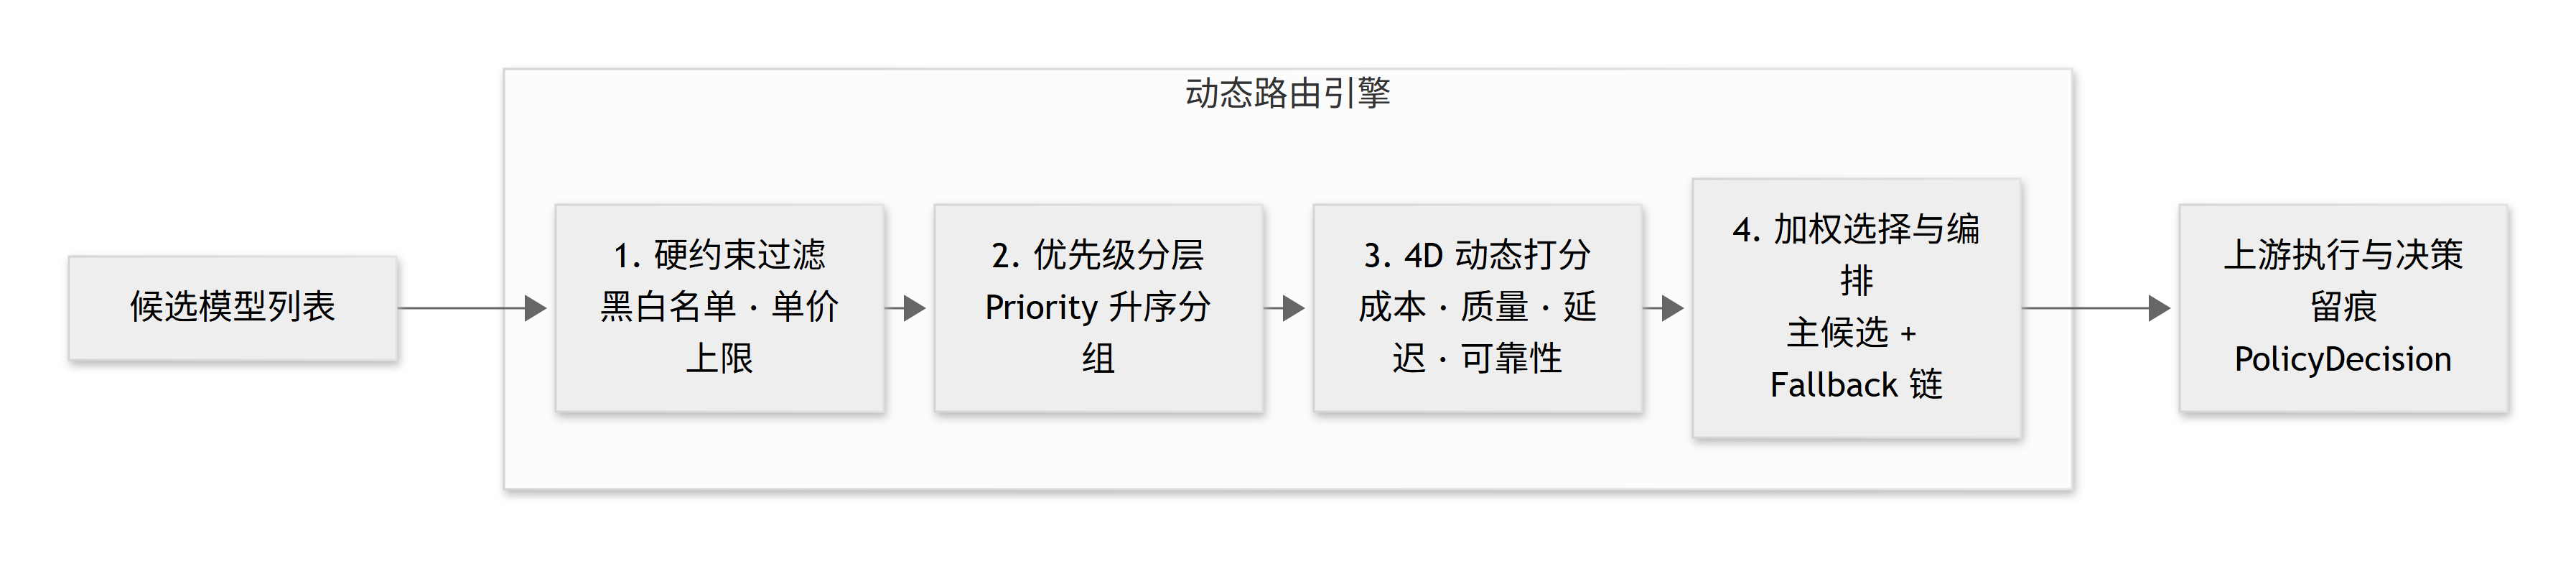 动态路由引擎
候选模型列表
1. 硬约束过滤
黑白名单 · 单价
上限
2. 优先级分层
Priority 升序分
组
3. 4D 动态打分
成本 · 质量 · 延
迟 · 可靠性
4. 加权选择与编
排
主候选 +
Fallback 链
上游执行与决策
留痕
PolicyDecision